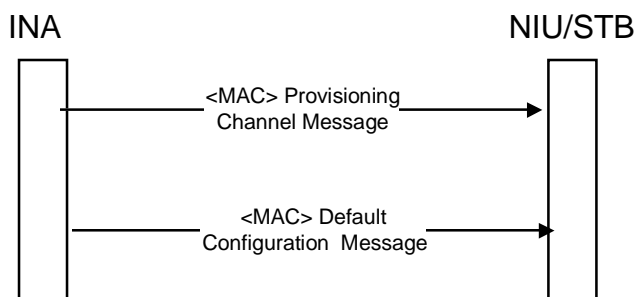 INA
NIU/STB
<MAC> Provisioning
Channel Message
<MAC> Default
Configuration Message